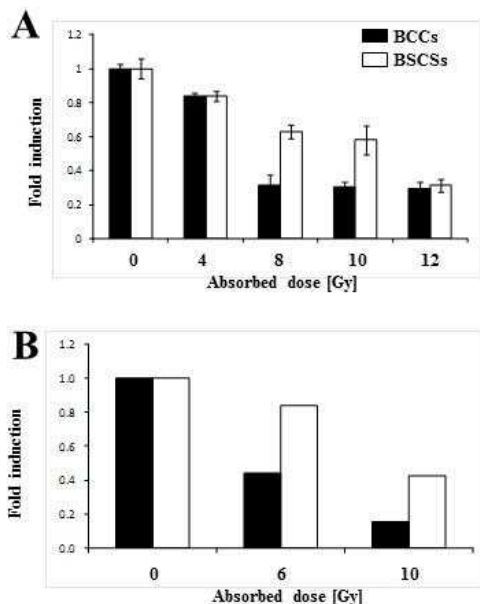 A
BCCs
BSCSs
1.2
1
0.8
0.6
0.4
0.2
0
Fold induction
0 4 8 10 12
Absorbed dose [Gy]
B
1.2
1.0
0.8
0.6
0.4
0.2
0.0
Fold induction
0 6 10
Absorbed dose [Gy]